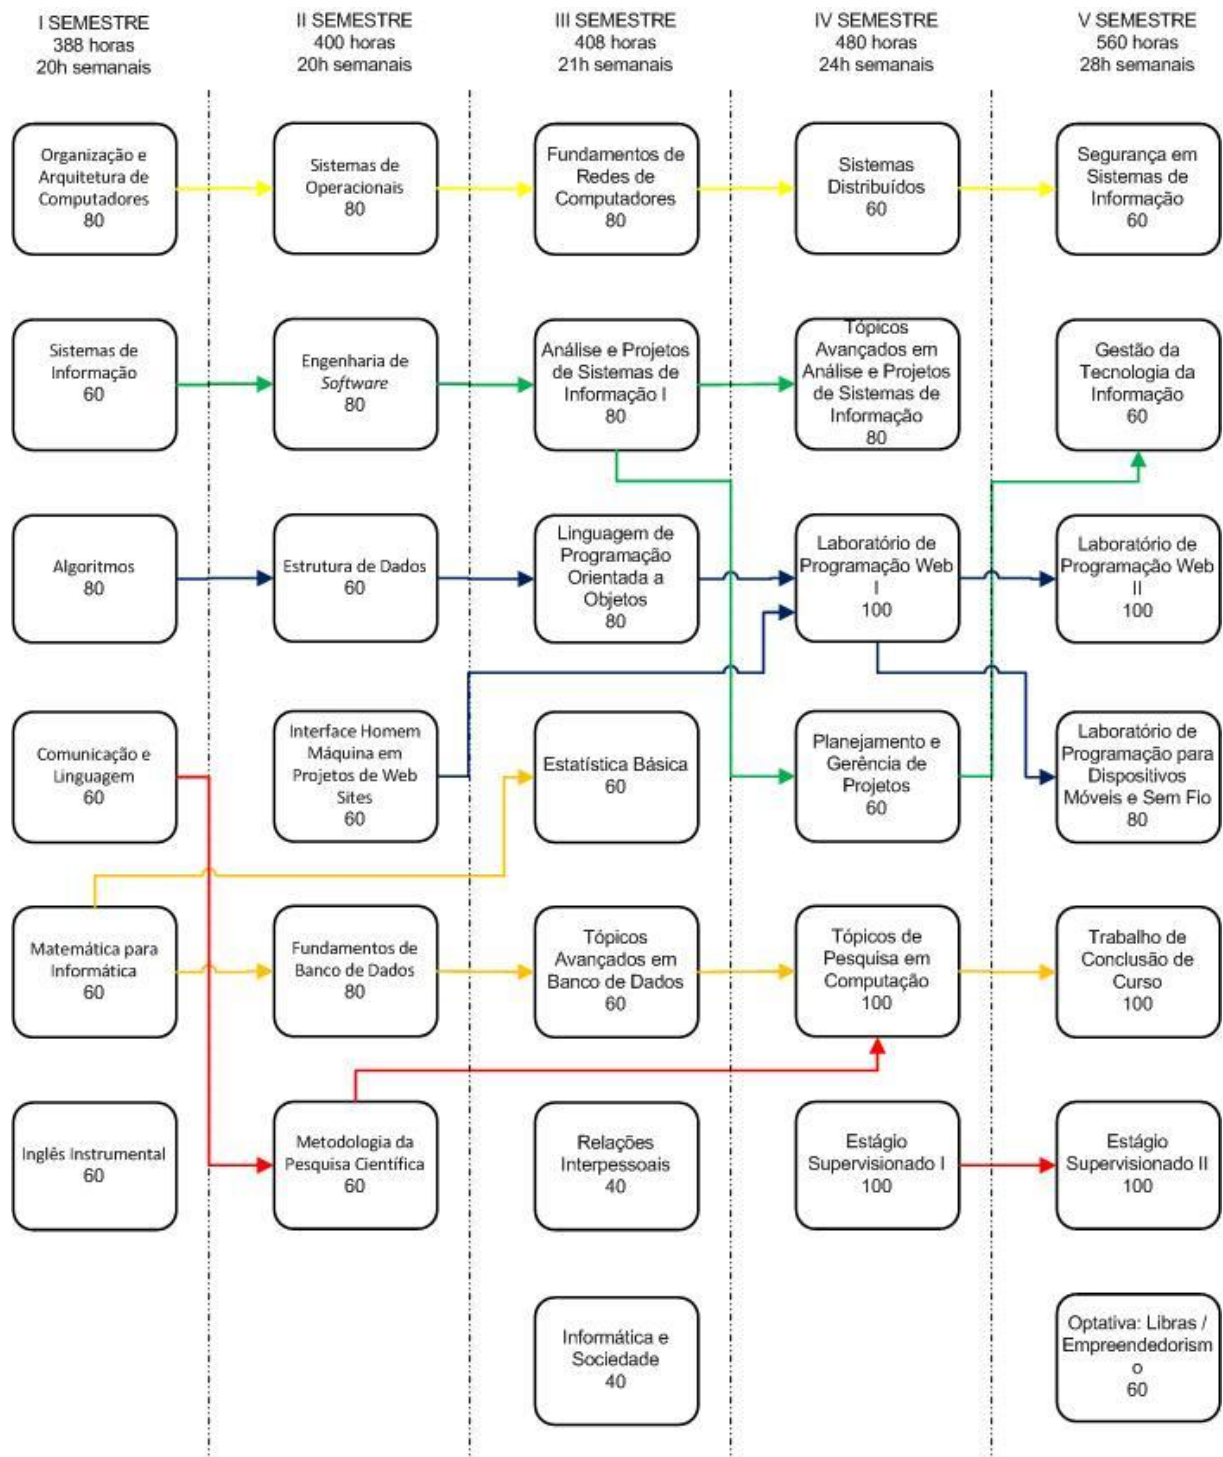 I SEMESTRE
388 horas
20h semanais
II SEMESTRE
400 horas
20h semanais
III SEMESTRE
408 horas
21h semanais
IV SEMESTRE
480 horas
24h semanais
V SEMESTRE
560 horas
28h semanais
Organização e
Arquitetura de
Computadores
80
Sistemas de
Operacionais
80
Fundamentos de
Redes de
Computadores
80
Sistemas
Distribuídos
60
Segurança em
Sistemas de
Informação
60
Sistemas de
Informação
60
Engenharia de
Software
80
Análise e Projetos
de Sistemas de
Informação I
80
Tópicos
Avançados em
Análise e Projetos
de Sistemas de
Informação
80
Gestão da
Tecnologia da
Informação
60
Algoritmos
80
Estrutura de Dados
60
Linguagem de
Programação
Orientada a
Objetos
80
Laboratório de
Programação Web
I
100
Laboratório de
Programação Web
II
100
Comunicação e
Linguagem
60
Interface Homem
Máquina em
Projetos de Web
Sites
60
Estatística Básica
60
Planejamento e
Gerência de
Projetos
60
Laboratório de
Programação para
Dispositivos
Móveis e Sem Fio
80
Matemática para
Informática
60
Fundamentos de
Banco de Dados
80
Tópicos
Avançados em
Banco de Dados
60
Tópicos de
Pesquisa em
Computação
100
Trabalho de
Conclusão de
Curso
100
Inglês Instrumental
60
Metodologia da
Pesquisa Científica
60
Relações
Interpessoais
40
Estágio
Supervisionado I
100
Estágio
Supervisionado II
100
Informática e
Sociedade
40
Optativa: Libras /
Empreendedorism
o
60